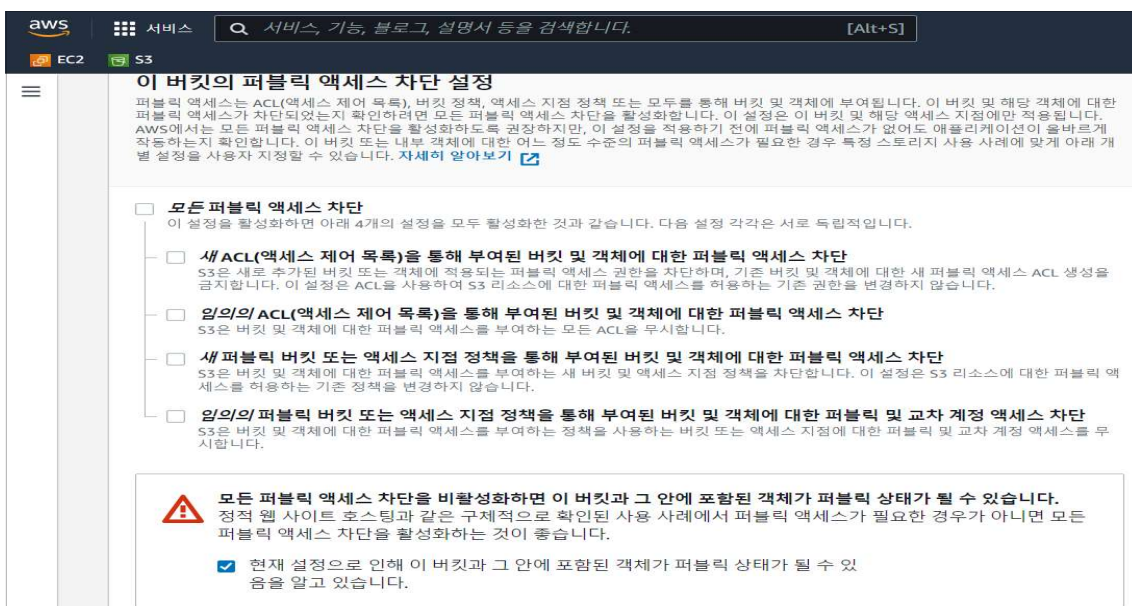 aws
서비스
서비스, 기능, 블로그, 설명서 등을 검색합니다.
[Alt+S]
EC2
S3
이 버킷의 퍼블릭 액세스 차단 설정
퍼블릭 액세스는 ACL(액세스 제어 목록), 버킷 정책, 액세스 지점 정책 또는 모두를 통해 버킷 및 객체에 부여됩니다. 이 버킷 및 해당 객체에 대한
퍼블릭 액세스가 차단되었는지 확인하려면 모든 퍼블릭 액세스 차단을 활성화합니다. 이 설정은 이 버킷 및 해당 액세스 지점에만 적용됩니다.
AWS에서는 모든 퍼블릭 액세스 차단을 활성화하도록 권장하지만, 이 설정을 적용하기 전에 퍼블릭 액세스가 없어도 애플리케이션이 올바르게
작동하는지 확인합니다. 이 버킷 또는 내부 객체에 대한 어느 정도 수준의 퍼블릭 액세스가 필요한 경우 특정 스토리지 사용 사례에 맞게 아래 개
별 설정을 사용자 지정할 수 있습니다. 자세히 알아보기
모든 퍼블릭 액세스 차단
이 설정을 활성화하면 아래 4개의 설정을 모두 활성화한 것과 같습니다. 다음 설정 각각은 서로 독립적입니다.
새 ACL(액세스 제어 목록)을 통해 부여된 버킷 및 객체에 대한 퍼블릭 액세스 차단
S3은 새로 추가된 버킷 또는 객체에 적용되는 퍼블릭 액세스 권한을 차단하며, 기존 버킷 및 객체에 대한 새 퍼블릭 액세스 ACL 생성을
금지합니다. 이 설정은 ACL을 사용하여 S3 리소스에 대한 퍼블릭 액세스를 허용하는 기존 권한을 변경하지 않습니다.
임의의 ACL(액세스 제어 목록)을 통해 부여된 버킷 및 객체에 대한 퍼블릭 액세스 차단
S3은 버킷 및 객체에 대한 퍼블릭 액세스를 부여하는 모든 ACL을 무시합니다.
새 퍼블릭 버킷 또는 액세스 지점 정책을 통해 부여된 버킷 및 객체에 대한 퍼블릭 액세스 차단
S3은 버킷 및 객체에 대한 퍼블릭 액세스를 부여하는 새 버킷 및 액세스 지점 정책을 차단합니다. 이 설정은 S3 리소스에 대한 퍼블릭 액
세스를 허용하는 기존 정책을 변경하지 않습니다.
임의의 퍼블릭 버킷 또는 액세스 지점 정책을 통해 부여된 버킷 및 객체에 대한 퍼블릭 및 교차 계정 액세스 차단
S3은 버킷 및 객체에 대한 퍼블릭 액세스를 부여하는 정책을 사용하는 버킷 또는 액세스 지점에 대한 퍼블릭 및 교차 계정 액세스를 무
시합니다.
모든 퍼블릭 액세스 차단을 비활성화하면 이 버킷과 그 안에 포함된 객체가 퍼블릭 상태가 될 수 있습니다.
정적 웹 사이트 호스팅과 같은 구체적으로 확인된 사용 사례에서 퍼블릭 액세스가 필요한 경우가 아니면 모든
퍼블릭 액세스 차단을 활성화하는 것이 좋습니다.
현재 설정으로 인해 이 버킷과 그 안에 포함된 객체가 퍼블릭 상태가 될 수 있
음을 알고 있습니다.